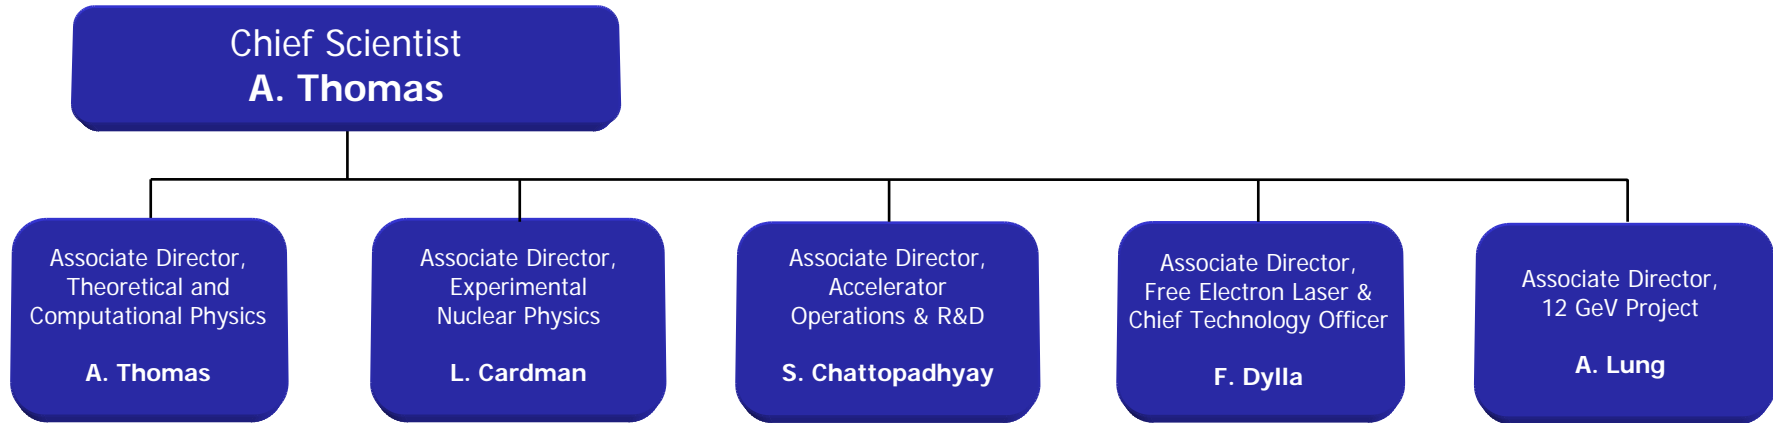 Chief Scientist
A. Thomas
Associate Director,
Theoretical and
Computational Physics
A. Thomas
Associate Director,
Experimental
Nuclear Physics
L. Cardman
Associate Director,
Accelerator
Operations & R&D
S. Chattopadhyay
Associate Director,
Free Electron Laser &
Chief Technology Officer
F. Dylla
Associate Director,
12 GeV Project
A. Lung